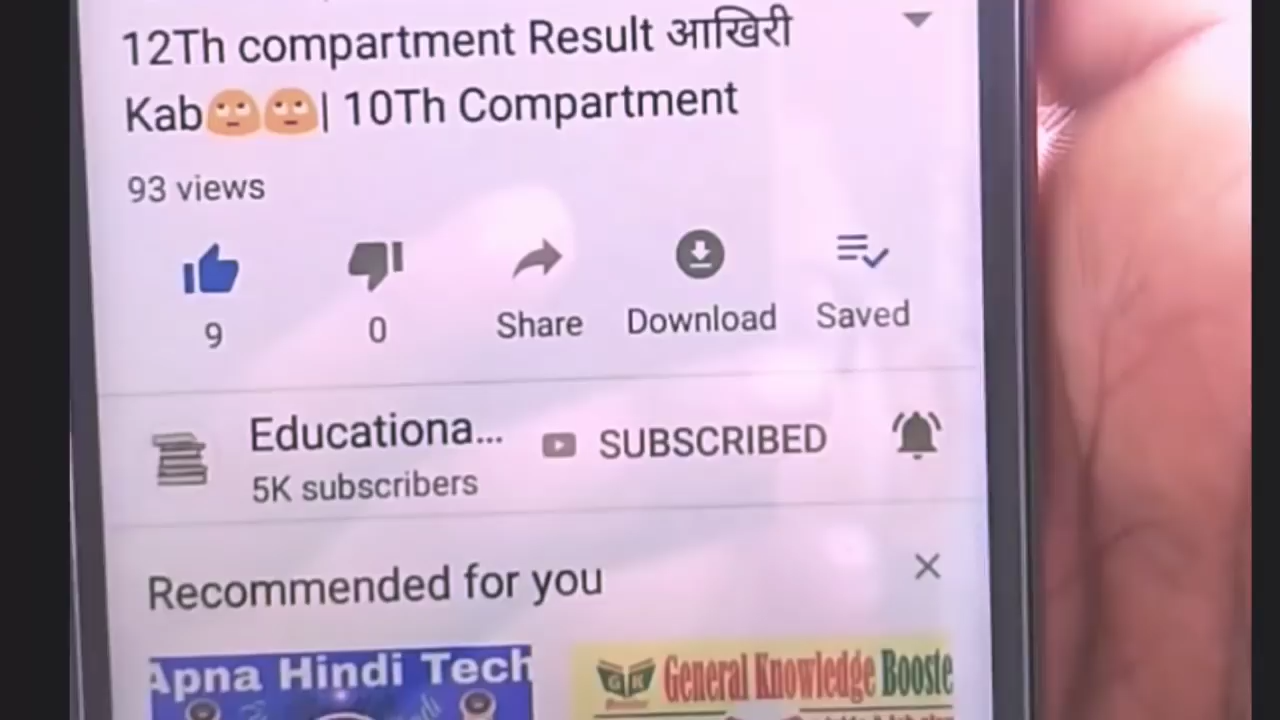 12Th compartment Result आखिरी
Kab🙄🙄| 10Th Compartment
93 views
9
0
Share
Download
Saved
Educationa...
SUBSCRIBED
5K subscribers
Recommended for you
Apna Hindi Tech
General Knowledge Booste